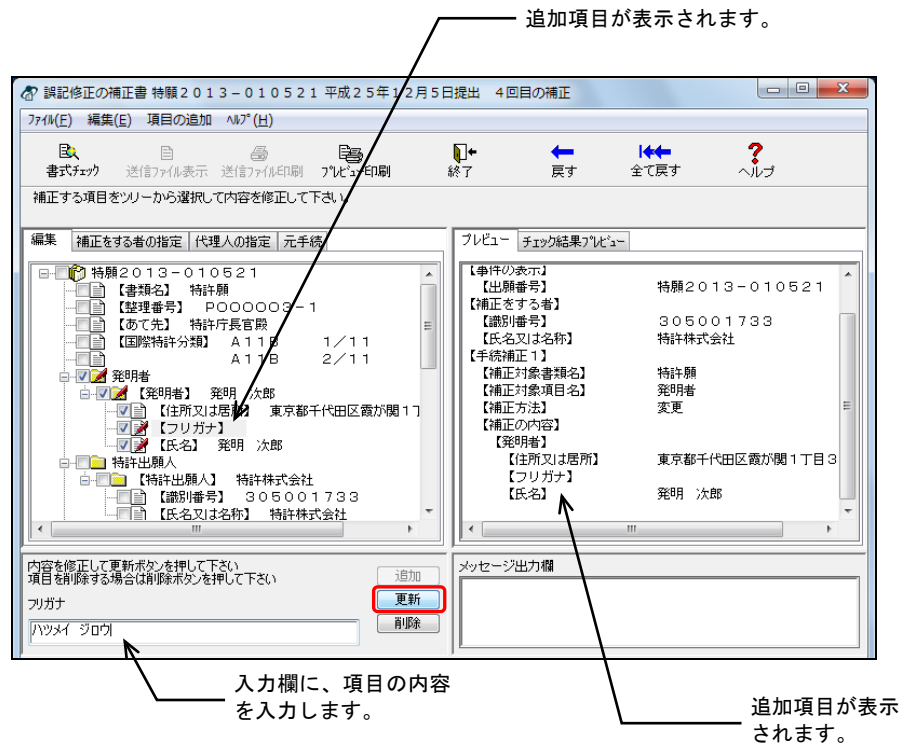 追加項目が表示されます。
誤記修正の補正書 特願２０１３－０１０５２１ 平成２５年１２月５日提出　４回目の補正
ﾌｧｲﾙ(F)　編集(E)　項目の追加　ﾍﾙﾌﾟ(H)
書式ﾁｪｯｸ　送信ﾌｧｲﾙ表示　送信ﾌｧｲﾙ印刷　ﾌﾟﾚﾋﾞｭｰ印刷　終了　戻す　全て戻す　ヘルプ
補正する項目をツリーから選択して内容を修正して下さい。
編集　補正をする者の指定　代理人の指定　元手続
特願２０１３－０１０５２１
【書類名】　特許願
【整理番号】　Ｐ００００００３－１
【あて先】　特許庁長官殿
【国際特許分類】　Ａ１１Ｂ　１／１１
Ａ１１Ｂ　２／１１
発明者
【発明者】　発明　次郎
【住所又は居所】　東京都千代田区霞が関１丁
【フリガナ】
【氏名】　発明　次郎
特許出願人
【特許出願人】　特許株式会社
【識別番号】　３０５００１７３３
【氏名又は名称】　特許株式会社
プレビュー　チェック結果ﾌﾟﾚﾋﾞｭｰ
【事件の表示】
【出願番号】　特願２０１３－０１０５２１
【補正をする者】
【識別番号】　３０５００１７３３
【氏名又は名称】　特許株式会社
【手続補正１】
【補正対象書類名】　特許願
【補正対象項目名】　発明者
【補正方法】　変更
【補正の内容】
【発明者】
【住所又は居所】　東京都千代田区霞が関１丁目３
【フリガナ】
【氏名】　発明　次郎
内容を修正して更新ボタンを押して下さい
項目を削除する場合は削除ボタンを押して下さい
追加
フリガナ
更新
ハツメイ ジロウ
削除
メッセージ出力欄
入力欄に、項目の内容
を入力します。
追加項目が表示
されます。